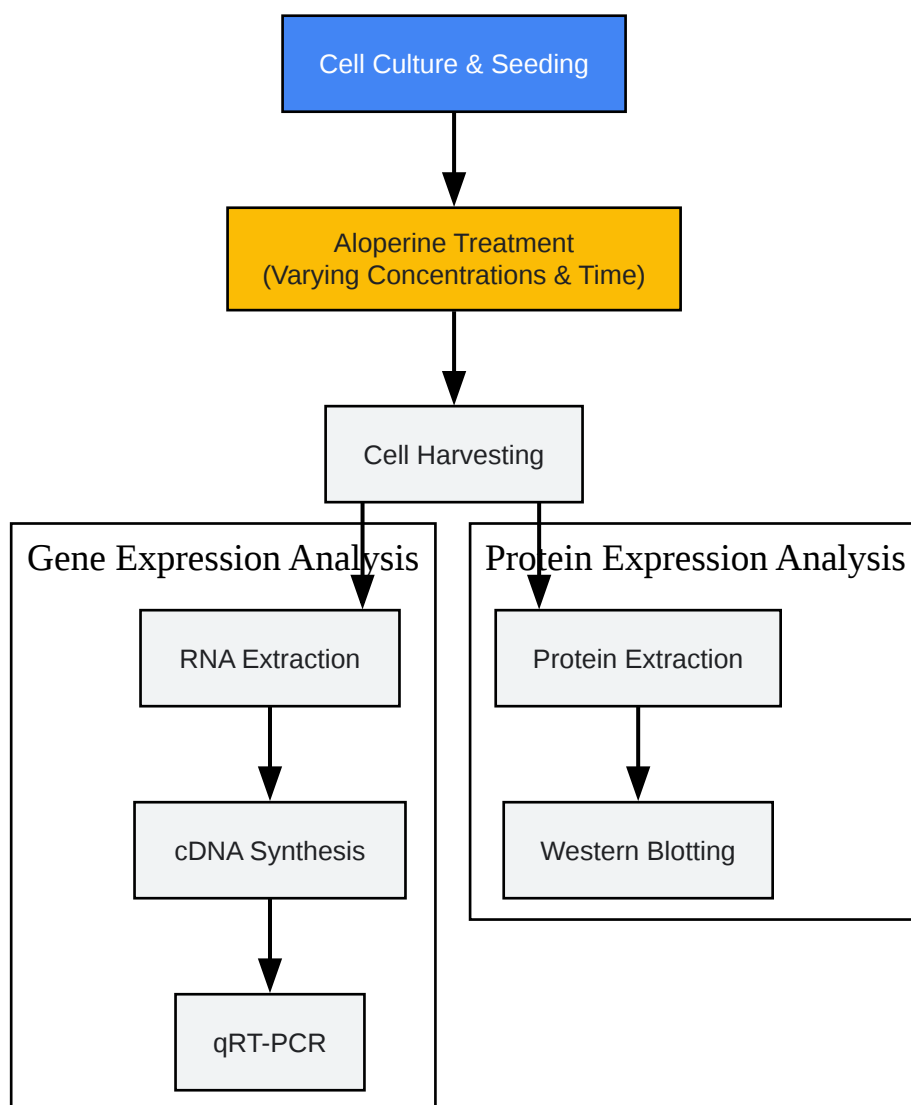 Cell Culture & Seeding
Aloperine Treatment
(Varying Concentrations & Time)
Cell Harvesting
Gene Expression Analysis
RNA Extraction
cDNA Synthesis
qRT-PCR
Protein Expression Analysis
Protein Extraction
Western Blotting